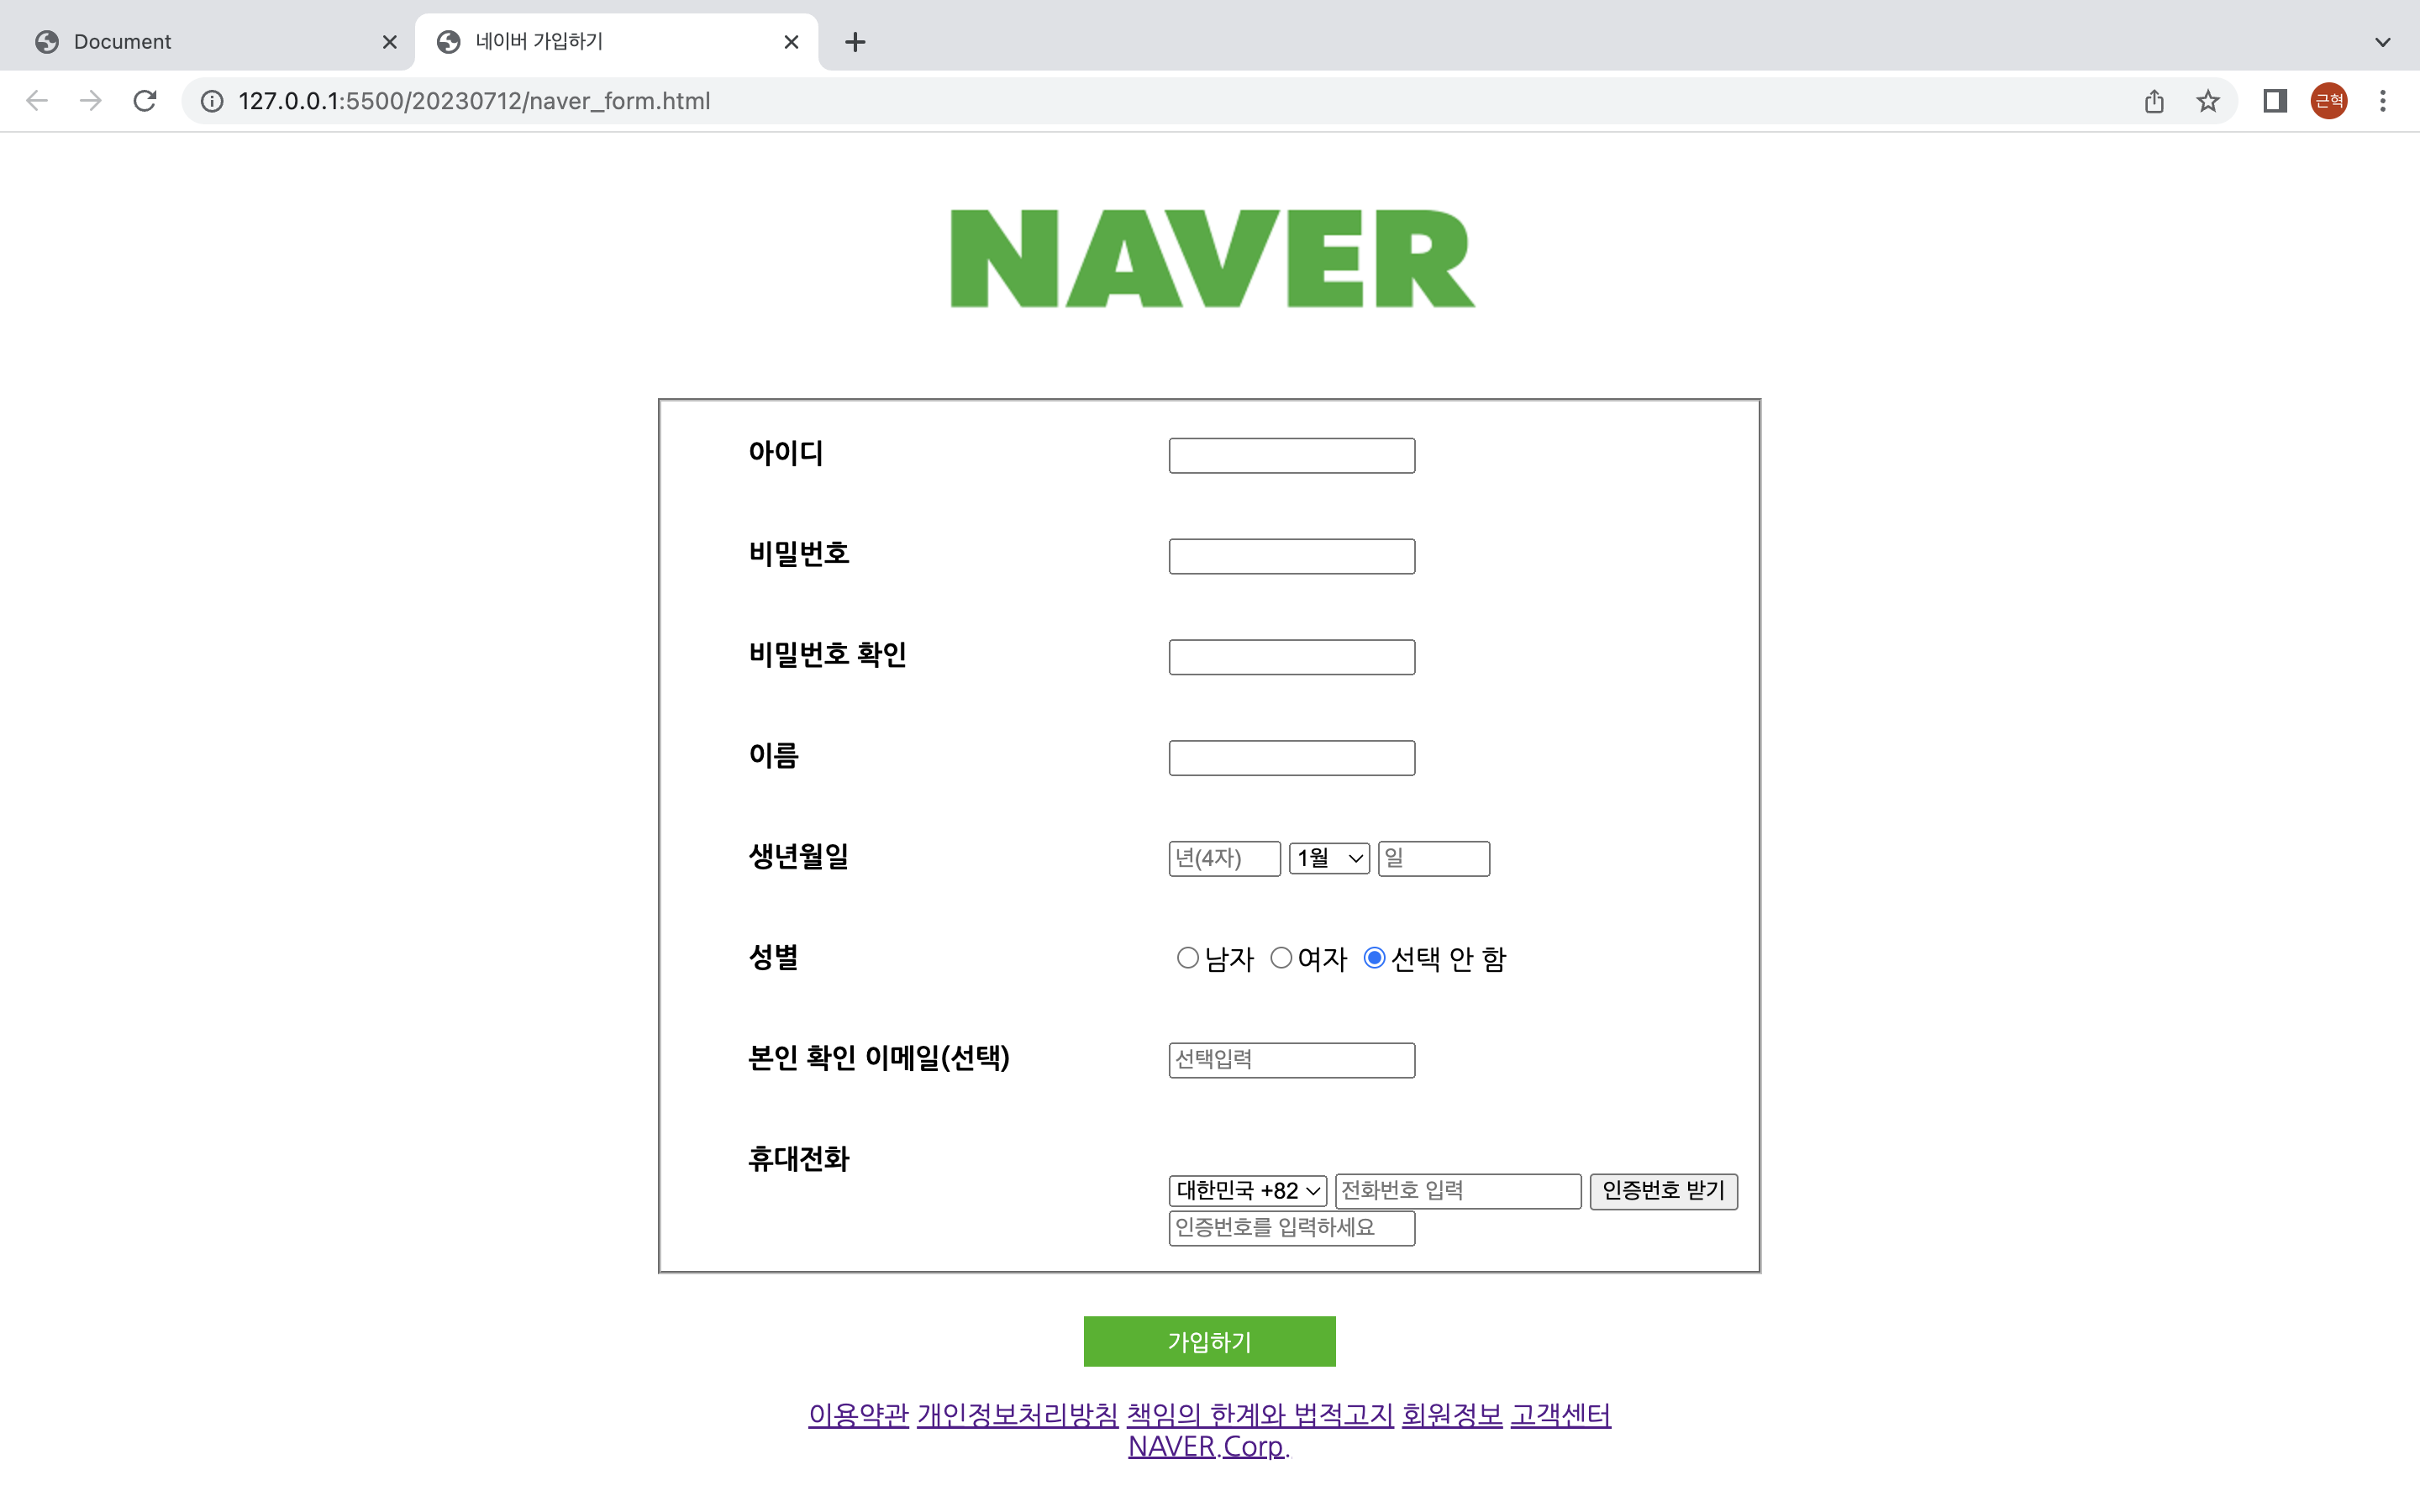 Document
네이버 가입하기
127.0.0.1:5500/20230712/naver_form.html
근혁
NAVER
아이디
비밀번호
비밀번호 확인
이름
생년월일 년(4자) 1월 일
성별 남자 여자 선택 안 함
본인 확인 이메일(선택) 선택입력
휴대전화
대한민국 +82 전화번호 입력 인증번호 받기
인증번호를 입력하세요
가입하기
이용약관 개인정보처리방침 책임의 한계와 법적고지 회원정보 고객센터
NAVER.Corp.